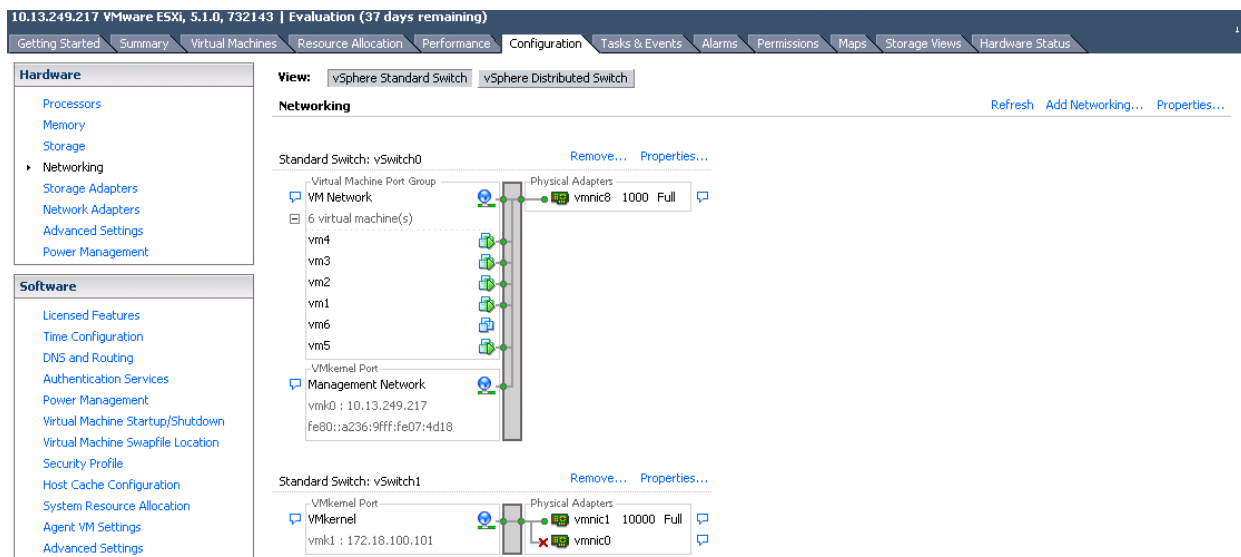 10.13.249.217 VMware ESXi, 5.1.0, 732143 | Evaluation (37 days remaining)
Getting Started Summary Virtual Machines Resource Allocation Performance Configuration Tasks & Events Alarms Permissions Maps Storage Views Hardware Status
Hardware
Processors
Memory
Storage
Networking
Storage Adapters
Network Adapters
Advanced Settings
Power Management
Software
Licensed Features
Time Configuration
DNS and Routing
Authentication Services
Power Management
Virtual Machine Startup/Shutdown
Virtual Machine Swapfile Location
Security Profile
Host Cache Configuration
System Resource Allocation
Agent VM Settings
Advanced Settings
View: vSphere Standard Switch vSphere Distributed Switch
Networking Refresh Add Networking... Properties...
Standard Switch: vSwitch0 Remove... Properties...
Virtual Machine Port Group Physical Adapters
VM Network vmnic8 1000 Full
6 virtual machine(s)
vm4
vm3
vm2
vm1
vm6
vm5
VMkernel Port
Management Network
vmk0 : 10.13.249.217
fe80::a236:9fff:fe07:4d18
Standard Switch: vSwitch1 Remove... Properties...
VMkernel Port Physical Adapters
VMkernel vmnic1 10000 Full
vmk1 : 172.18.100.101 vmnic0